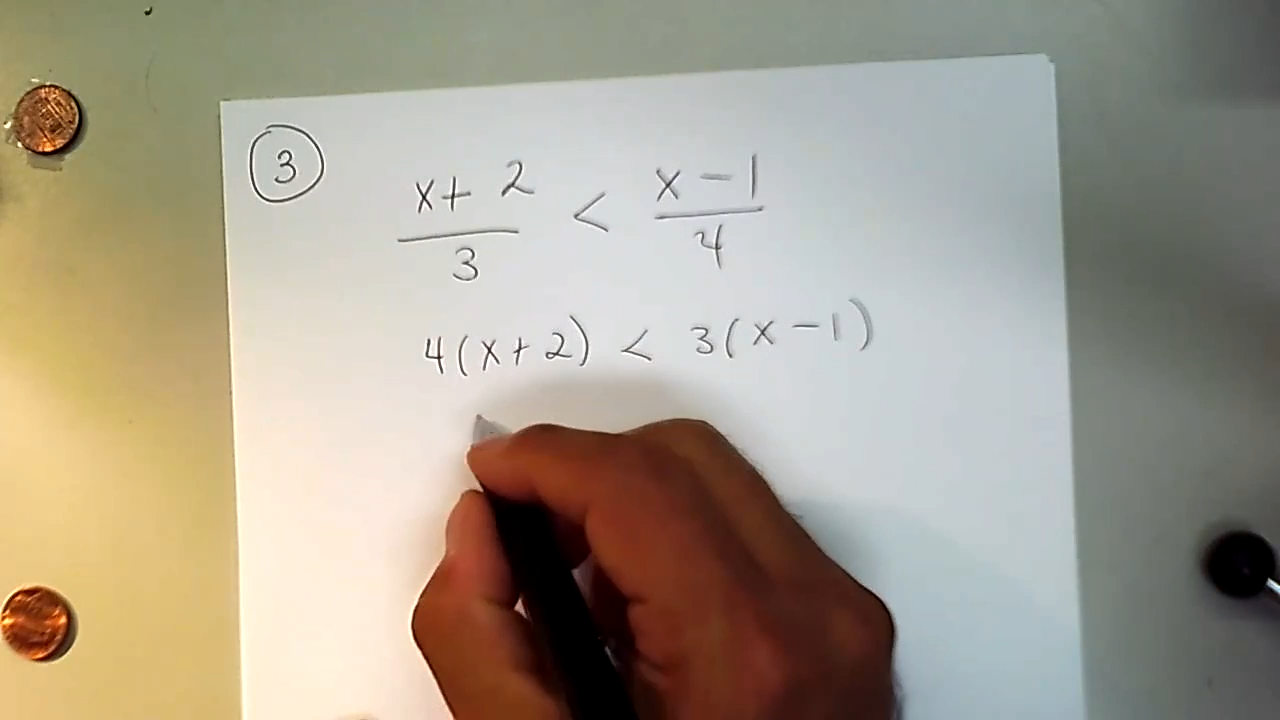 3
x + 2 / 3 < x - 1 / 4
4(x + 2) < 3(x - 1)